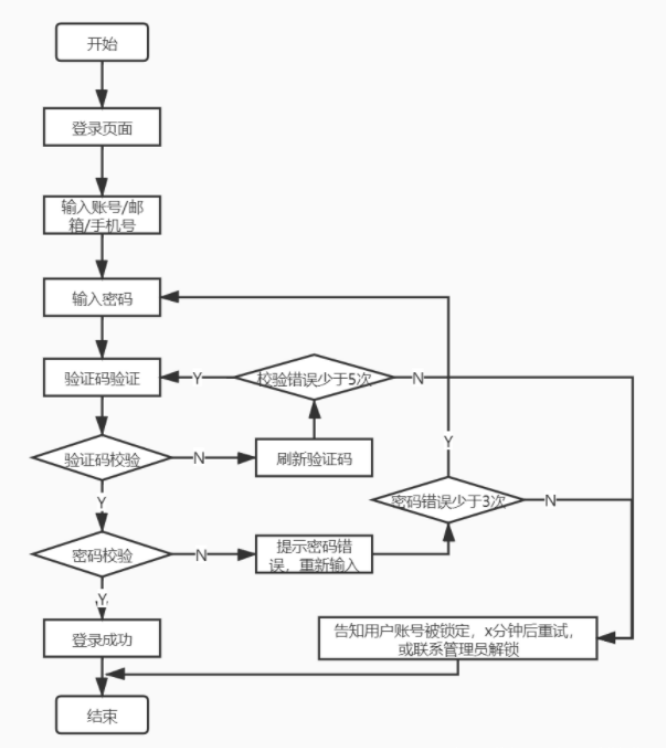 开始
登录页面
输入账号/邮
箱/手机号
输入密码
验证码验证
Y
校验错误少于5次
N
验证码校验
N
刷新验证码
Y
Y
密码错误少于3次
N
密码校验
N
提示密码错
误，重新输入
Y
登录成功
告知用户账号被锁定，x分钟后重试，
或联系管理员解锁
结束